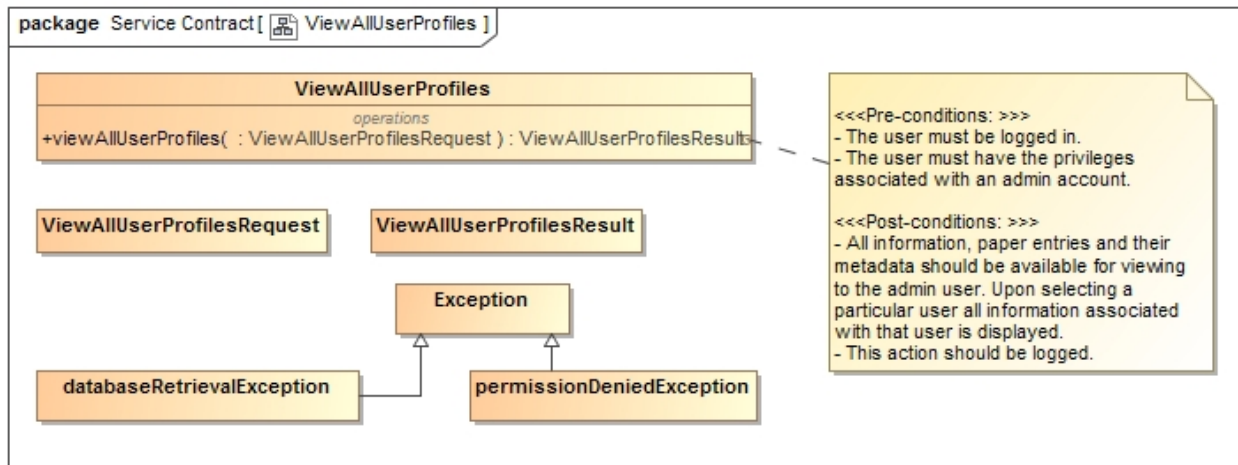 package Service Contract [ ViewAllUserProfiles ]
ViewAllUserProfiles
operations
+viewAllUserProfiles( : ViewAllUserProfilesRequest ) : ViewAllUserProfilesResult
<<<Pre-conditions: >>>
- The user must be logged in.
- The user must have the privileges
associated with an admin account.
<<<Post-conditions: >>>
- All information, paper entries and their
metadata should be available for viewing
to the admin user. Upon selecting a
particular user all information associated
with that user is displayed.
- This action should be logged.
ViewAllUserProfilesRequest
ViewAllUserProfilesResult
Exception
databaseRetrievalException
permissionDeniedException